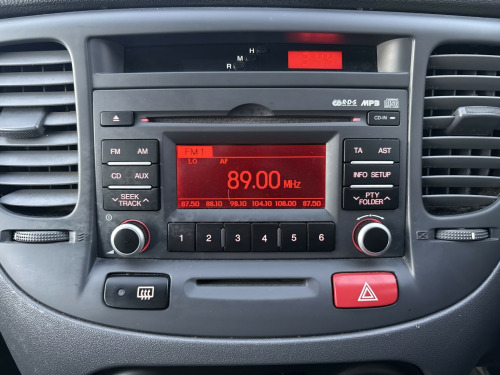 H
M
R
R·D·S MP3
CD-IN
FM AM
CD AUX
SEEK
TRACK
FM 1
LO AF
89.00 MHz
87.50 88.10 98.10 104.10 108.00 87.50
TA AST
INFO SETUP
PTY
FOLDER
1 2 3 4 5 6